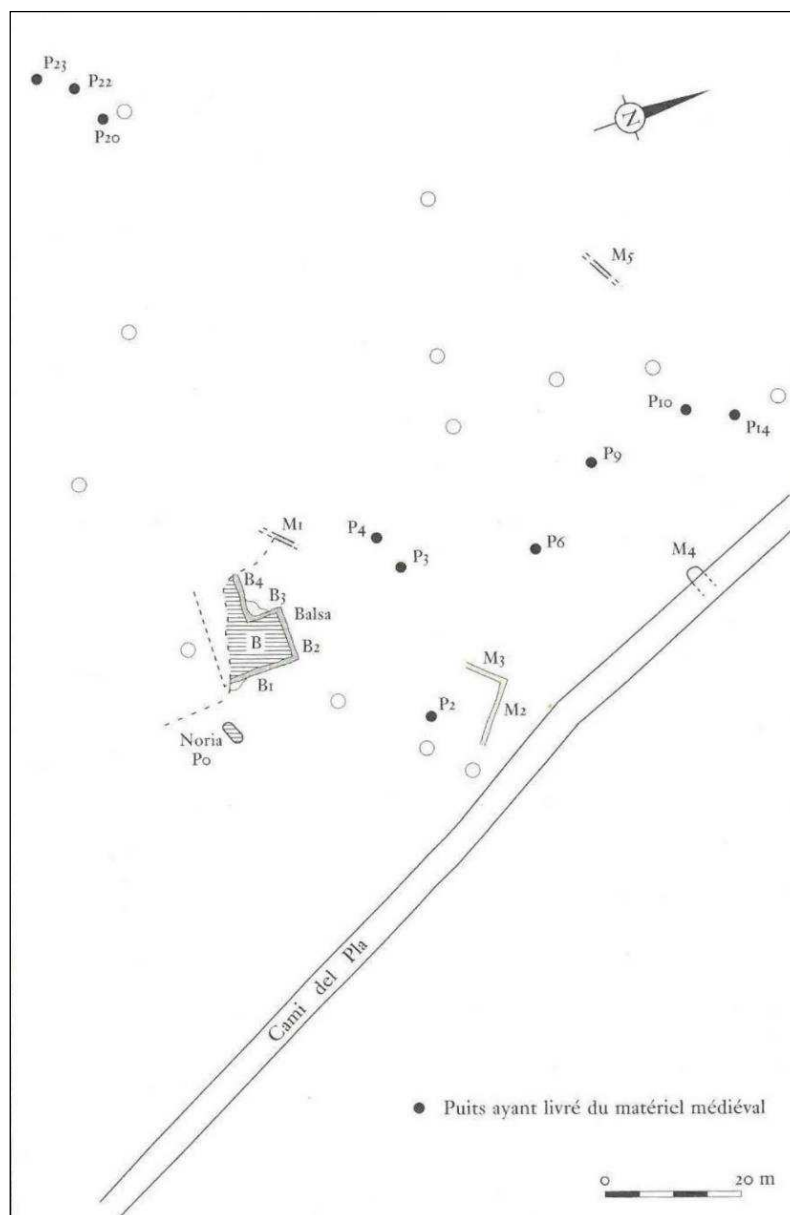 P23
P22
P20
N
M5
P10
P14
P9
M1
P4
P3
P6
M4
B4
B3
Balsa
B
B2
B1
M3
M2
P2
Noria
P0
Cami del Pla
Puits ayant livré du matériel médiéval
0 20 m